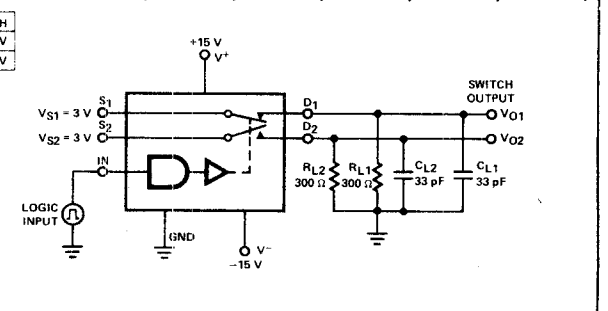 H
V
V
+15 V
V+
SWITCH
OUTPUT
S1
VS1 = 3 V
D1
VO1
S2
VS2 = 3 V
D2
VO2
IN
RL2
300 Ω
RL1
300 Ω
CL2
33 pF
CL1
33 pF
LOGIC
INPUT
GND
V−
−15 V